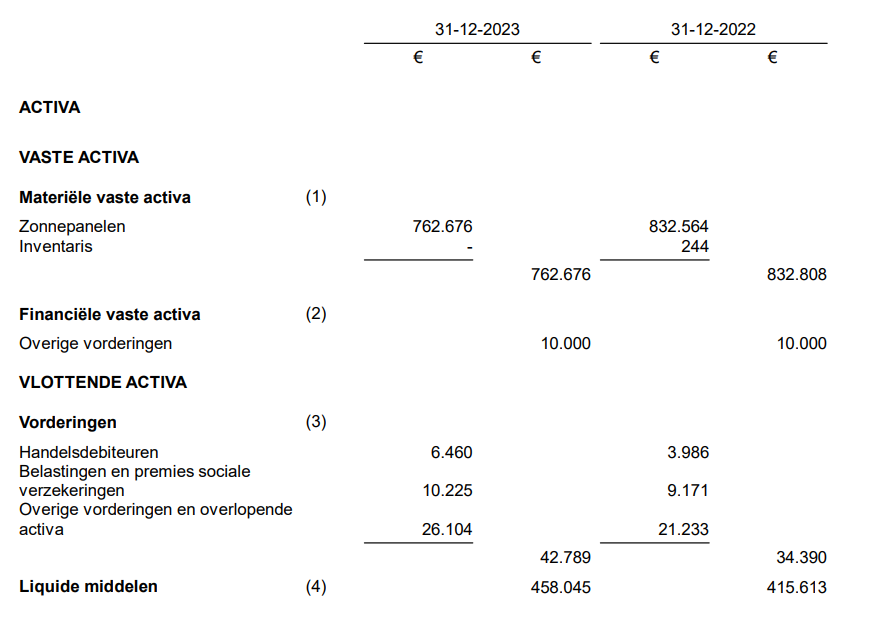 31-12-2023 31-12-2022
€ € € €
ACTIVA
VASTE ACTIVA
Materiële vaste activa (1)
Zonnepanelen 762.676 832.564
Inventaris - 244
762.676 832.808
Financiële vaste activa (2)
Overige vorderingen 10.000 10.000
VLOTTENDE ACTIVA
Vorderingen (3)
Handelsdebiteuren 6.460 3.986
Belastingen en premies sociale
verzekeringen 10.225 9.171
Overige vorderingen en overlopende
activa 26.104 21.233
42.789 34.390
Liquide middelen (4) 458.045 415.613